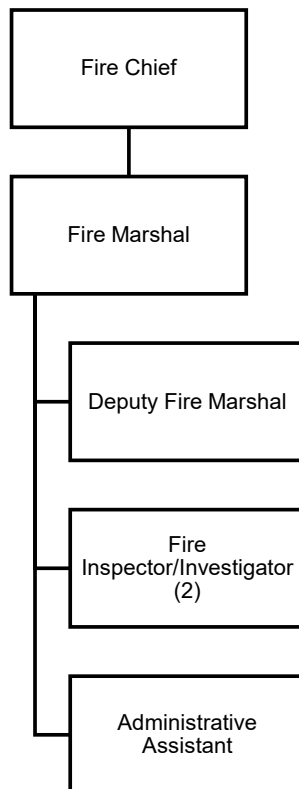 Fire Chief
Fire Marshal
Deputy Fire Marshal
Fire
Inspector/Investigator
(2)
Administrative
Assistant